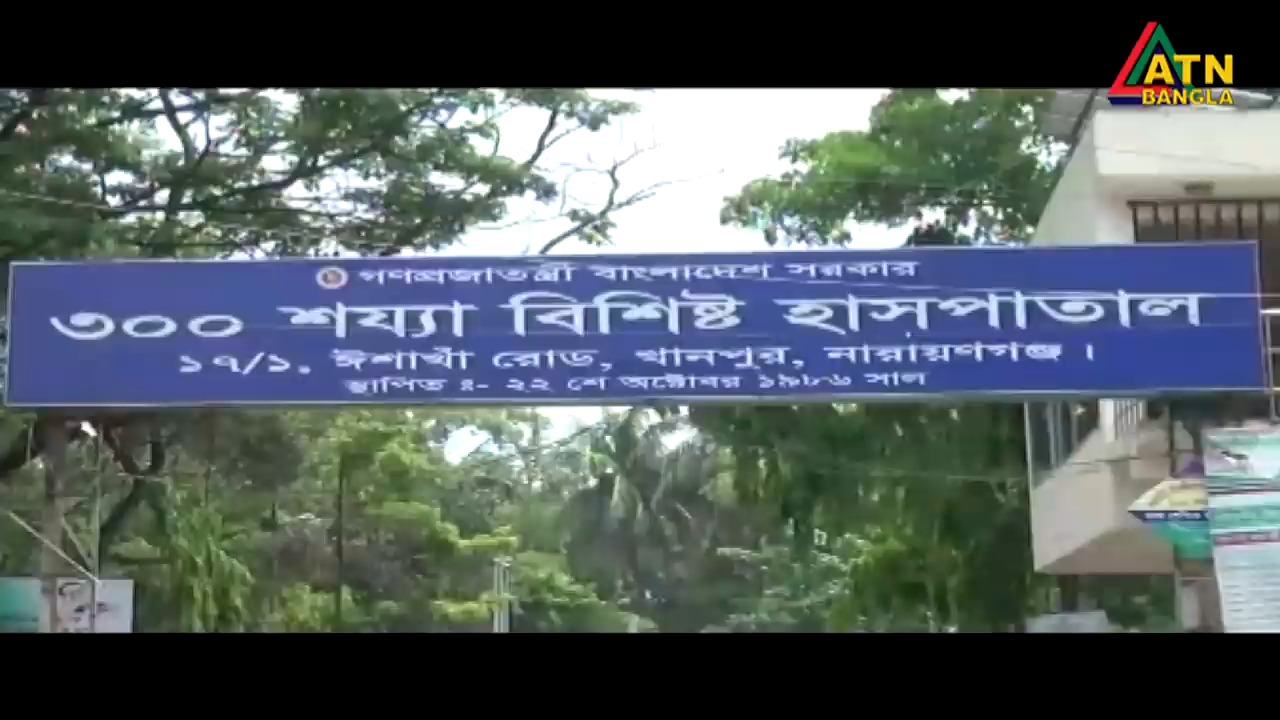 ATN
BANGLA
গণপ্রজাতন্ত্রী বাংলাদেশ সরকার
৩০০ শয্যা বিশিষ্ট হাসপাতাল
১৭/১, ঈশাখাঁ রোড, খানপুর, নারায়ণগঞ্জ।
স্থাপিত ঃ- ২২ শে অক্টোবর ১৯৮৬ সাল